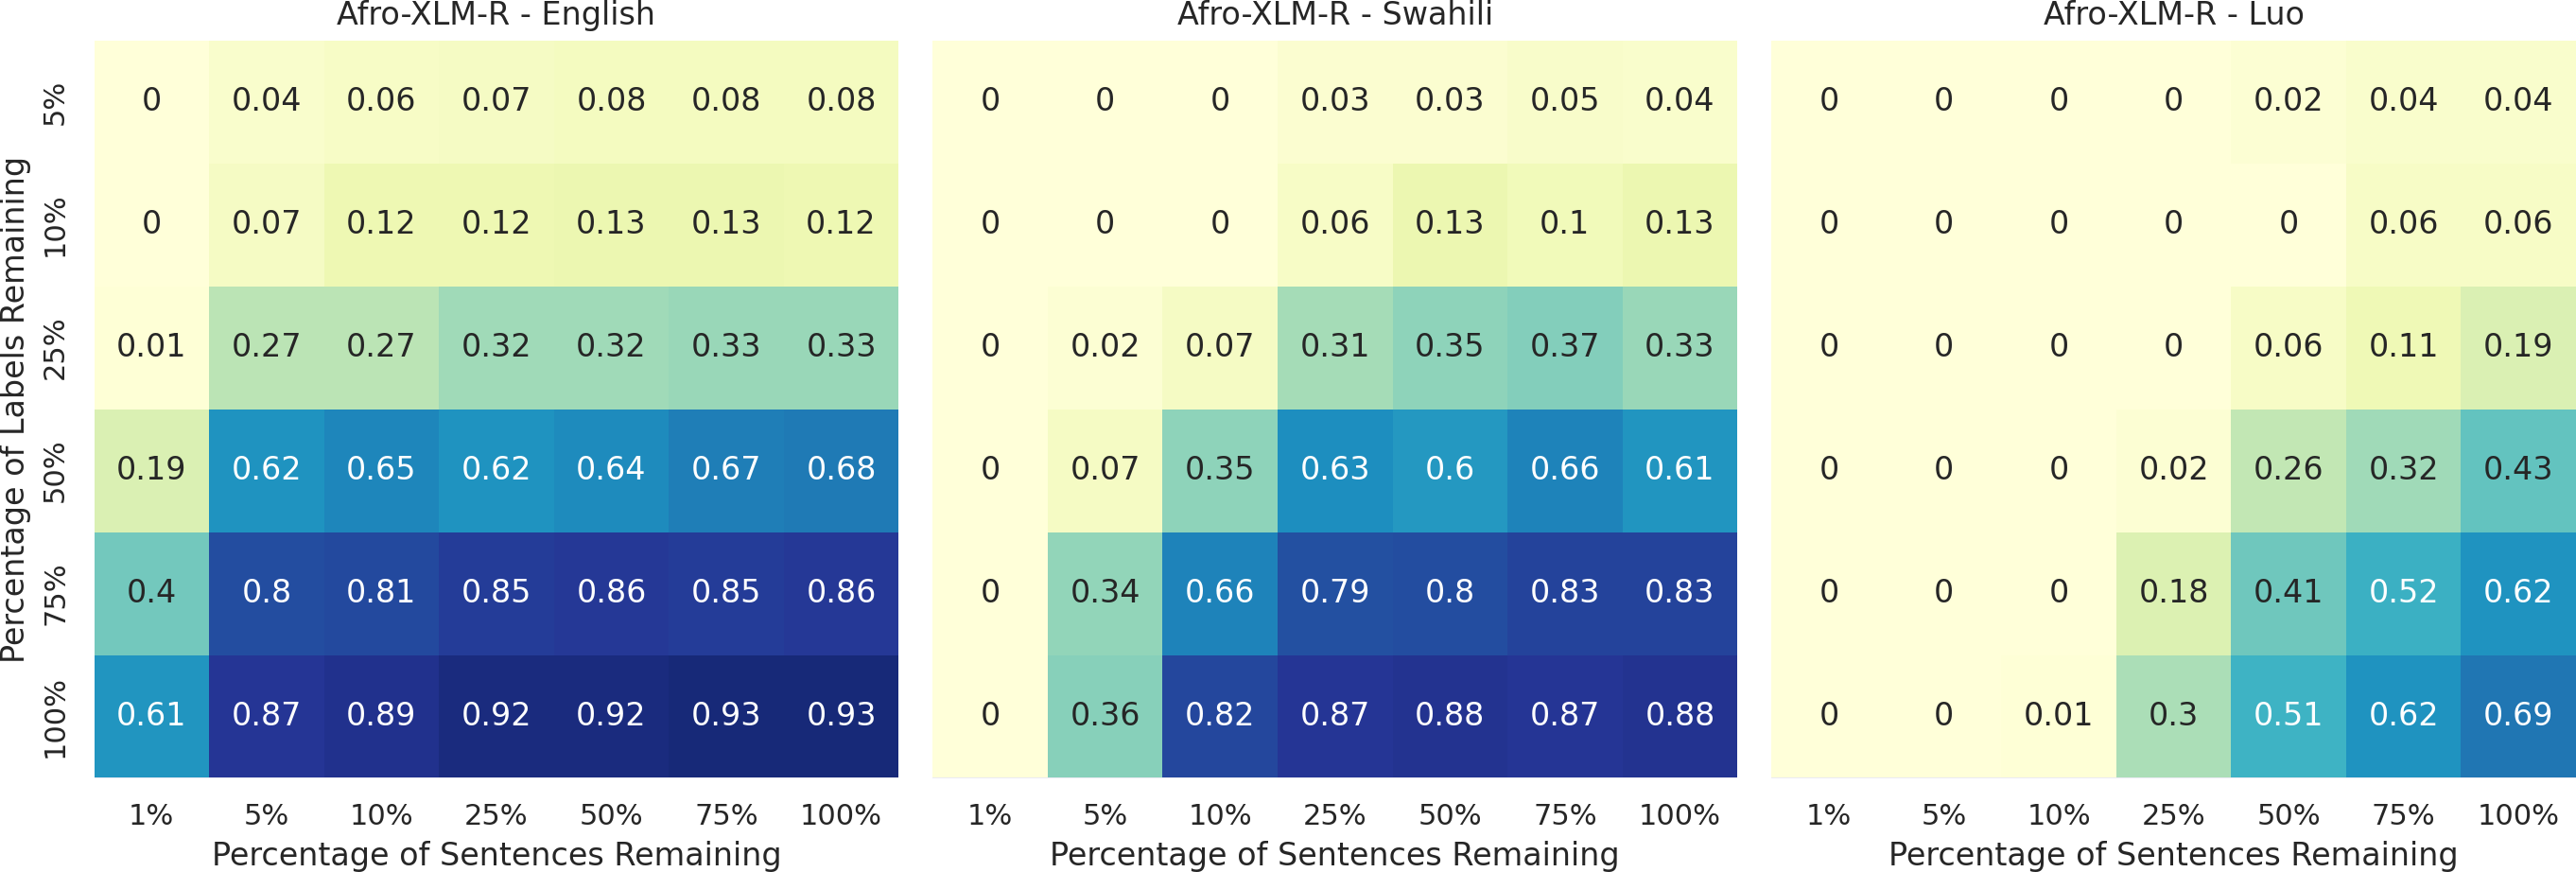 Afro-XLM-R - English
Afro-XLM-R - Swahili
Afro-XLM-R - Luo
Percentage of Labels Remaining
5% 0 0.04 0.06 0.07 0.08 0.08 0.08 0 0 0 0.03 0.03 0.05 0.04 0 0 0 0 0.02 0.04 0.04
10% 0 0.07 0.12 0.12 0.13 0.13 0.12 0 0 0 0.06 0.13 0.1 0.13 0 0 0 0 0 0.06 0.06
25% 0.01 0.27 0.27 0.32 0.32 0.33 0.33 0 0.02 0.07 0.31 0.35 0.37 0.33 0 0 0 0 0.06 0.11 0.19
50% 0.19 0.62 0.65 0.62 0.64 0.67 0.68 0 0.07 0.35 0.63 0.6 0.66 0.61 0 0 0 0.02 0.26 0.32 0.43
75% 0.4 0.8 0.81 0.85 0.86 0.85 0.86 0 0.34 0.66 0.79 0.8 0.83 0.83 0 0 0 0.18 0.41 0.52 0.62
100% 0.61 0.87 0.89 0.92 0.92 0.93 0.93 0 0.36 0.82 0.87 0.88 0.87 0.88 0 0 0.01 0.3 0.51 0.62 0.69
1% 5% 10% 25% 50% 75% 100% 1% 5% 10% 25% 50% 75% 100% 1% 5% 10% 25% 50% 75% 100%
Percentage of Sentences Remaining
Percentage of Sentences Remaining
Percentage of Sentences Remaining